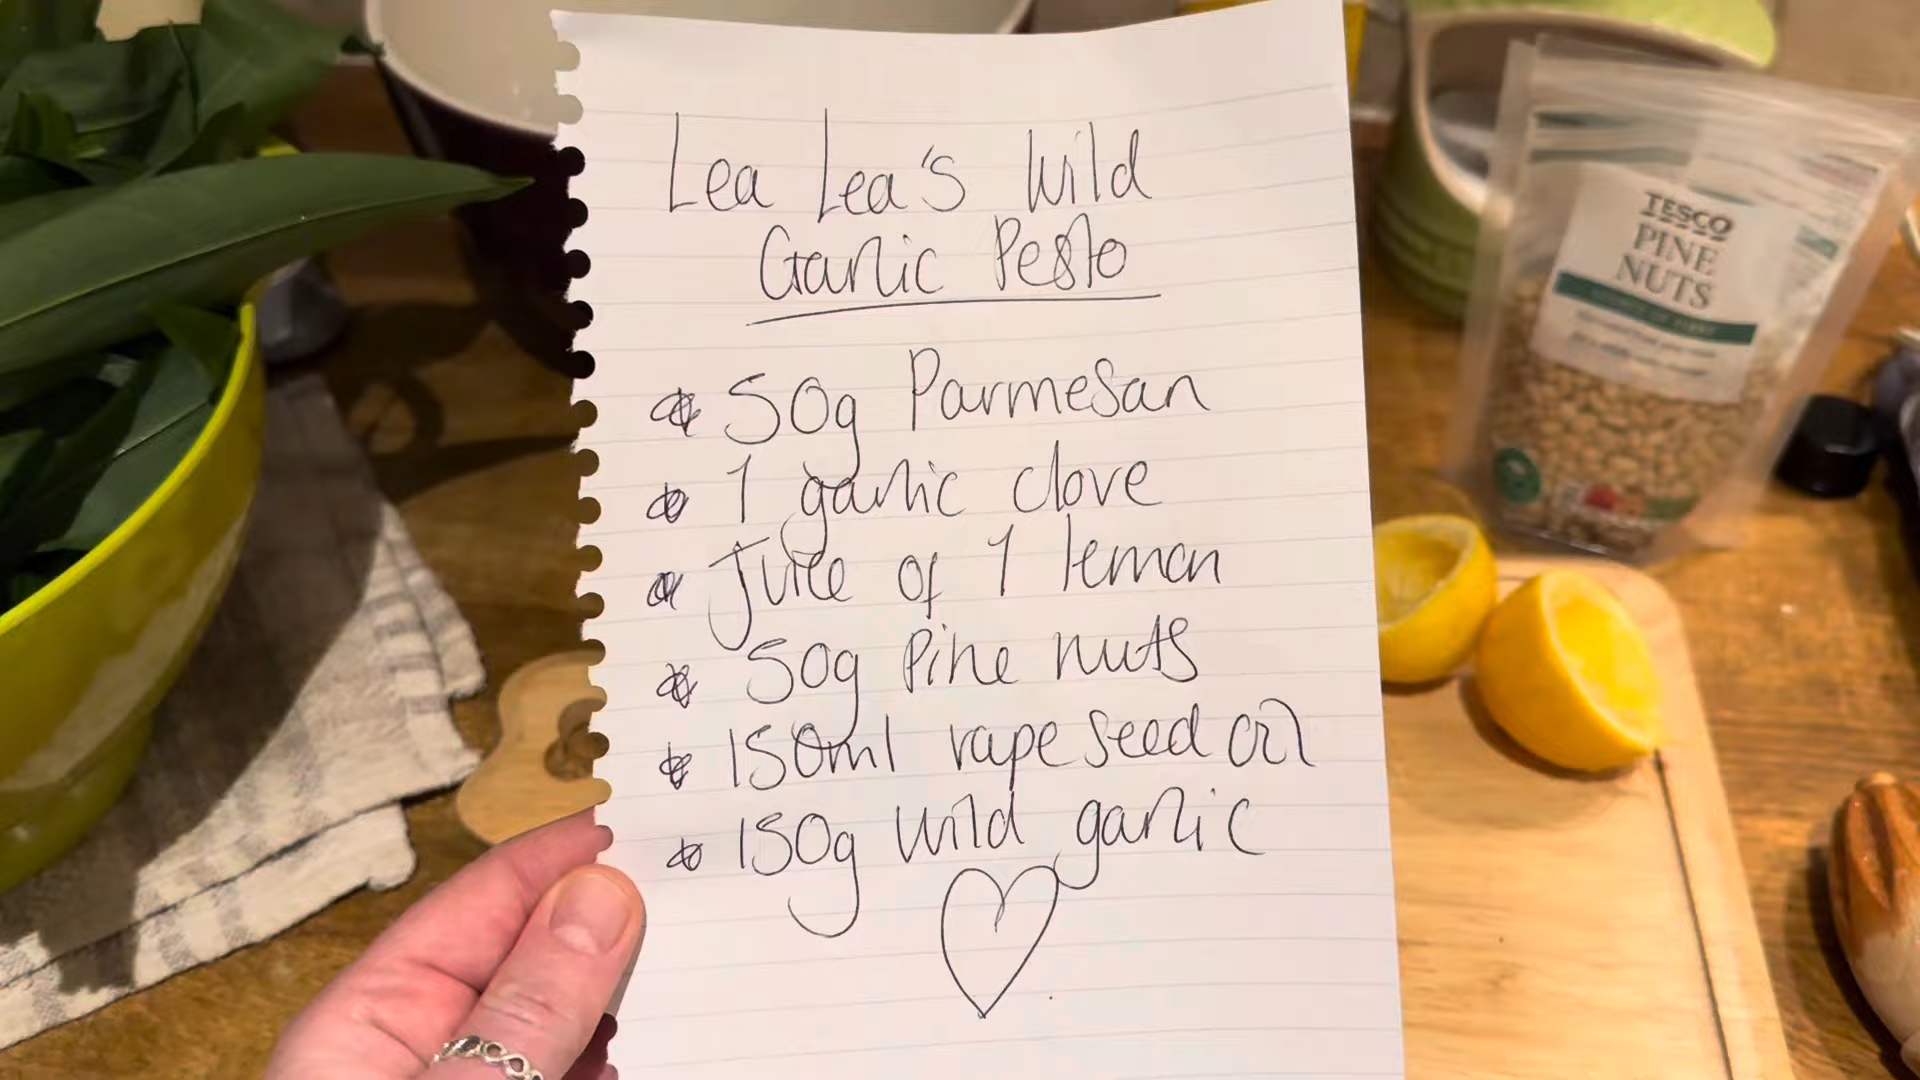 Lea Lea's Wild
Garlic Pesto
* 50g Parmesan
* 1 garlic clove
* Juice of 1 lemon
* 50g Pine nuts
* 150ml rape seed oil
* 150g Wild garlic
TESCO
PINE
NUTS